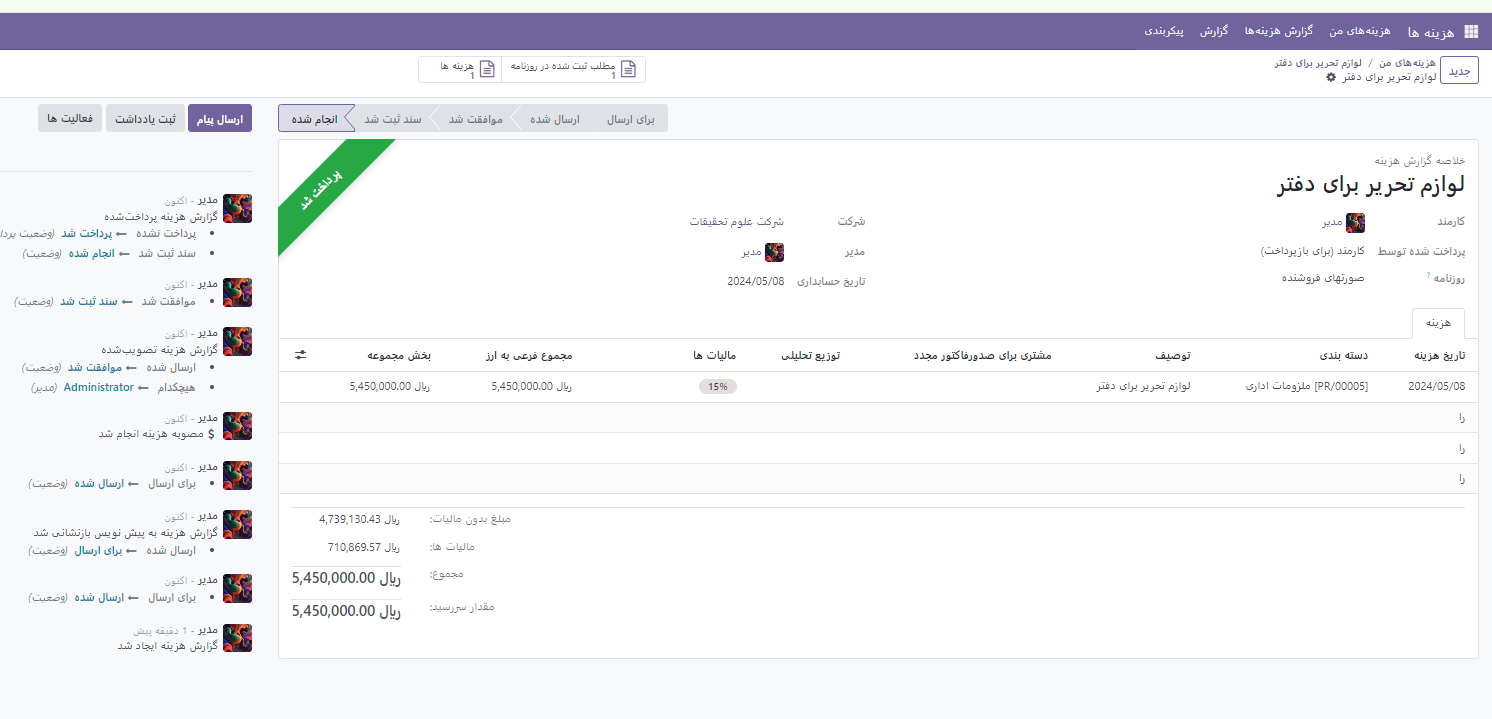 هزینه ها
هزینه‌های من
گزارش هزینه‌ها
گزارش
پیکربندی
جدید
هزینه‌های من / لوازم تحریر برای دفتر
لوازم تحریر برای دفتر
مطلب ثبت شده در روزنامه
1
هزینه ها
1
برای ارسال
ارسال شده
موافقت شد
سند ثبت شد
انجام شده
ارسال پیام
ثبت یادداشت
فعالیت ها
پرداخت شد
خلاصه گزارش هزینه
لوازم تحریر برای دفتر
کارمند
مدیر
پرداخت شده توسط
کارمند (برای بازپرداخت)
روزنامه ?
صورتهای فروشنده
شرکت
شرکت علوم تحقیقات
مدیر
مدیر
تاریخ حسابداری
2024/05/08
هزینه
تاریخ هزینه
دسته بندی
توصیف
مشتری برای صدورفاکتور مجدد
توزیع تحلیلی
مالیات ها
مجموع فرعی به ارز
بخش مجموعه
2024/05/08
[PR/00005] ملزومات اداری
لوازم تحریر برای دفتر
15%
ریال 5,450,000.00
ریال 5,450,000.00
را
را
را
مبلغ بدون مالیات:
ریال 4,739,130.43
مالیات ها:
ریال 710,869.57
مجموع:
ریال 5,450,000.00
مقدار سررسید:
ریال 5,450,000.00
مدیر - اکنون
گزارش هزینه پرداخت‌شده
پرداخت نشده ← پرداخت شد (وضعیت
سند ثبت شد ← انجام شده (وضعیت)
مدیر - اکنون
موافقت شد ← سند ثبت شد (وضعیت)
مدیر - اکنون
گزارش هزینه تصویب‌شده
ارسال شده ← موافقت شد (وضعیت)
هیچکدام ← Administrator (مدیر)
مدیر - اکنون
$ مصوبه هزینه انجام شد
مدیر - اکنون
برای ارسال ← ارسال شده (وضعیت)
مدیر - اکنون
گزارش هزینه به پیش نویس بازنشانی شد
ارسال شده ← برای ارسال (وضعیت)
مدیر - اکنون
برای ارسال ← ارسال شده (وضعیت)
مدیر - 1 دقیقه پیش
گزارش هزینه ایجاد شد